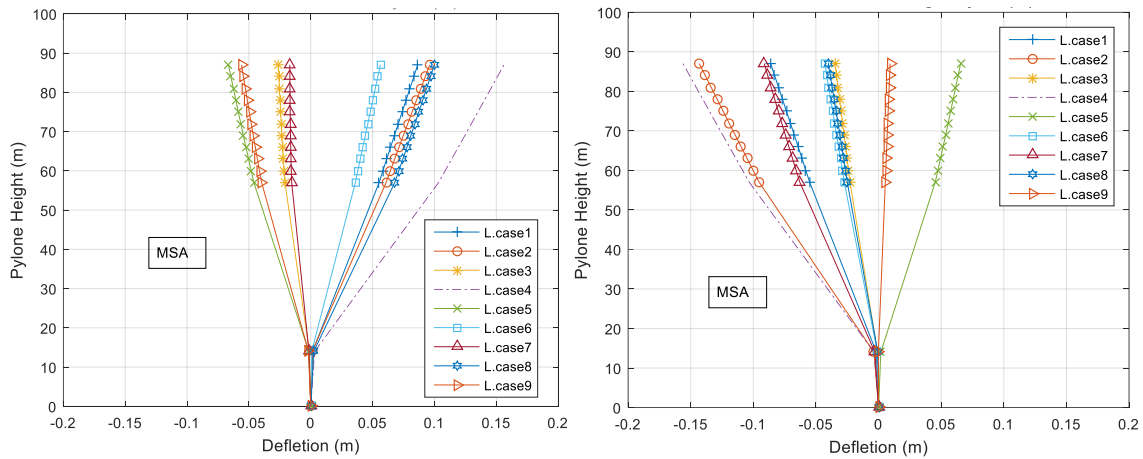 100
90
80
70
60
50
40
30
20
10
0
Pylone Height (m)
MSA
L.case1
L.case2
L.case3
L.case4
L.case5
L.case6
L.case7
L.case8
L.case9
-0.2 -0.15 -0.1 -0.05 0 0.05 0.1 0.15 0.2
Defletion (m)
100
90
80
70
60
50
40
30
20
10
0
Pylone Height (m)
L.case1
L.case2
L.case3
L.case4
L.case5
L.case6
L.case7
L.case8
L.case9
MSA
-0.2 -0.15 -0.1 -0.05 0 0.05 0.1 0.15 0.2
Defletion (m)